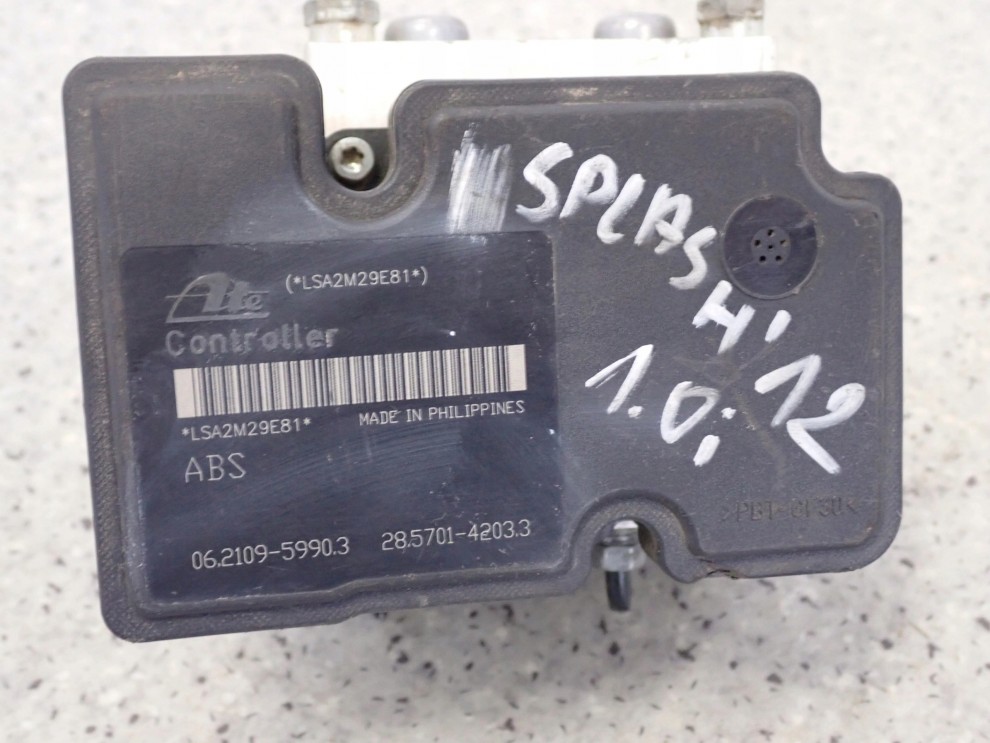 Ate (*LSA2M29E81*)
Controller
*LSA2M29E81* MADE IN PHILIPPINES
ABS
06.2109-5990.3 28.5701-4203.3
SPLASH
1.0i '12
>PBT-GF30<